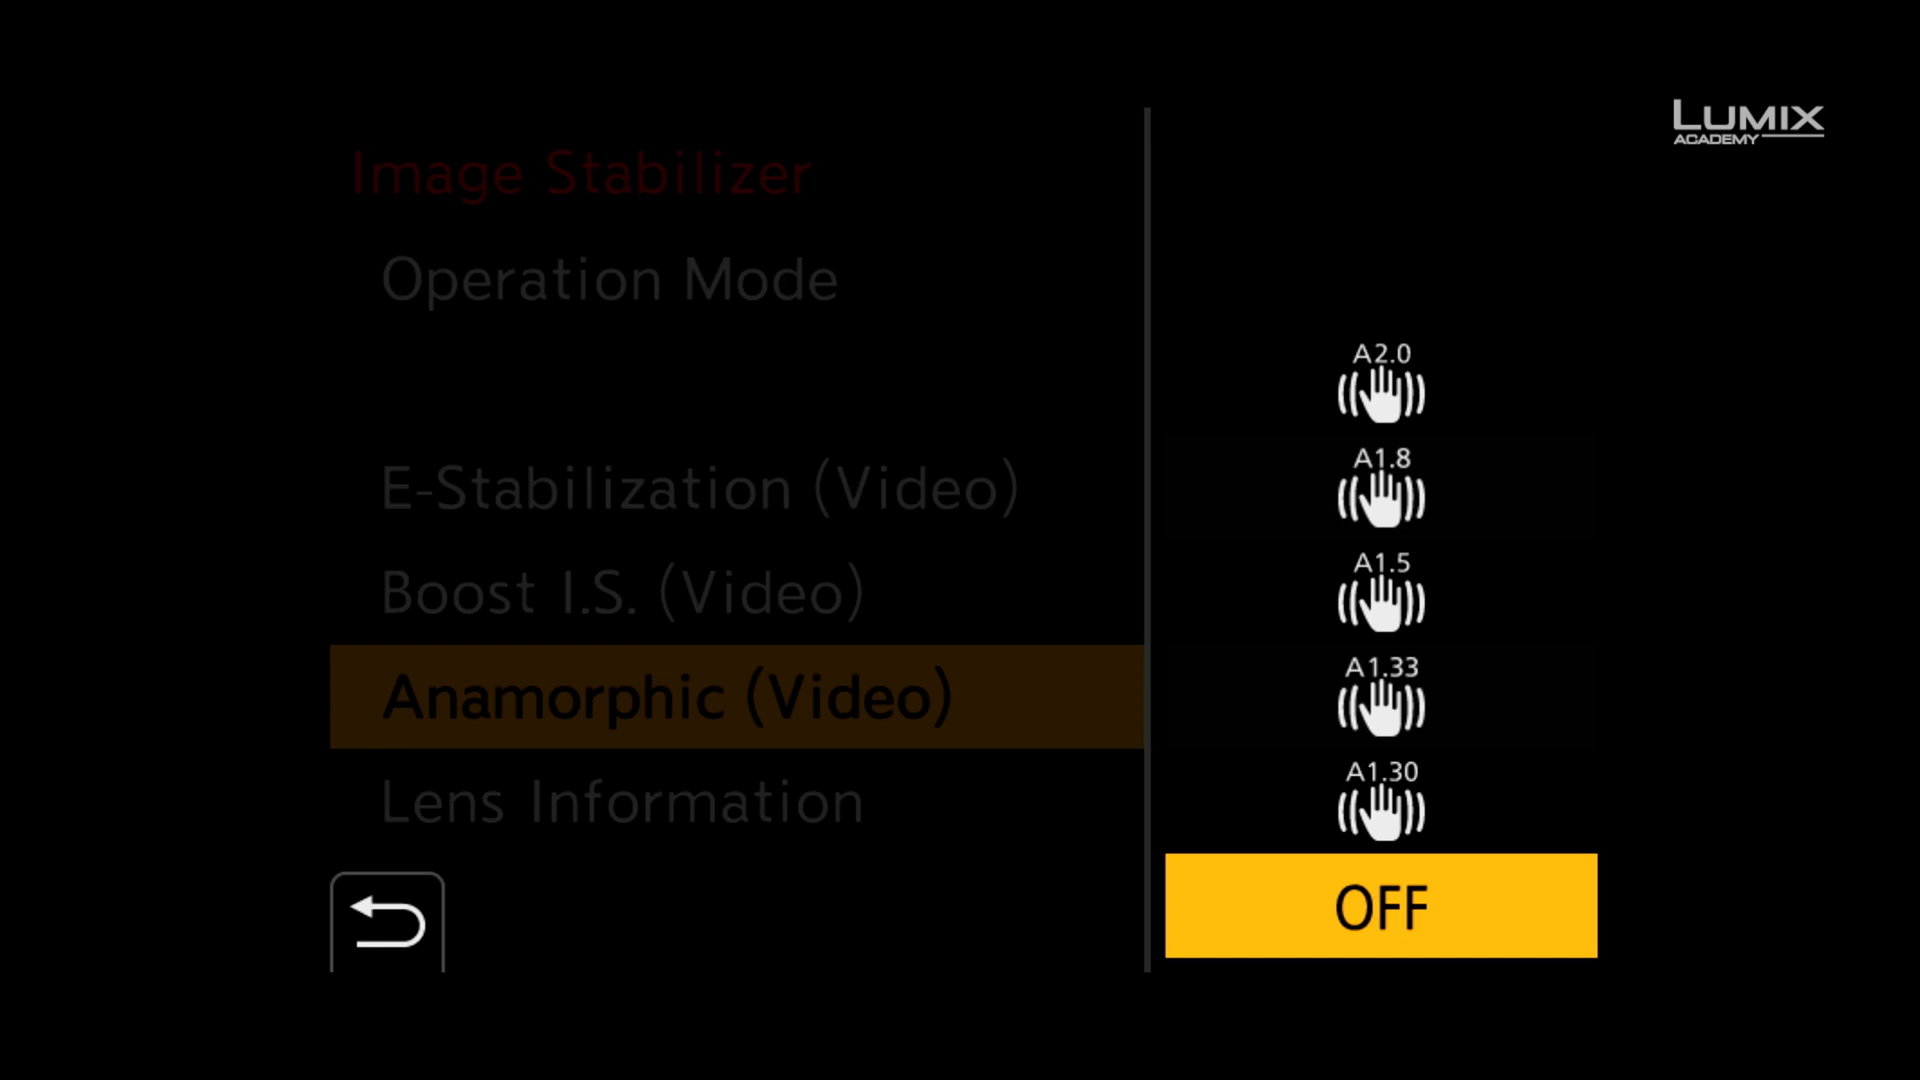 LUMIX
ACADEMY
Image Stabilizer
Operation Mode
E-Stabilization (Video)
Boost I.S. (Video)
Anamorphic (Video)
Lens Information
A2.0
A1.8
A1.5
A1.33
A1.30
OFF